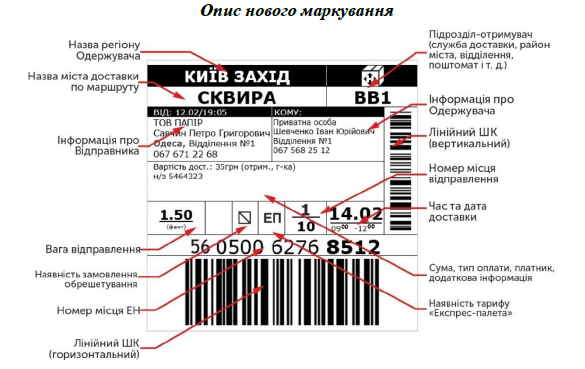 Опис нового маркування
Назва регіону
Одержувача
Назва міста доставки
по маршруту
Інформація про
Відправника
Вага відправлення
Наявність замовлення
обрешетування
Номер місця ЕН
Лінійний ШК
(горизонтальний)
КИЇВ ЗАХІД
СКВИРА
ВВ1
ВІД: 12.02/19:05
ТОВ ПАПІР
Савчин Петро Григорович
Одеса, Відділення №1
067 671 22 68
КОМУ:
Приватна особа
Шевченко Іван Юрійович
Відділення №1
067 568 25 12
Вартість дост.: 35грн (отрим., г-ка)
н/з 5464323
1.50
(факт)
ЕП
1
10
14.02
09⁰⁰ -12⁰⁰
56 0500 6276 8512
Підрозділ-отримувач
(служба доставки, район
міста, відділення,
поштомат і т. д.)
Інформація про
Одержувача
Лінійний ШК
(вертикальний)
Номер місця
відправлення
Час та дата
доставки
Сума, тип оплати, платник,
додаткова інформація
Наявність тарифу
«Експрес-палета»